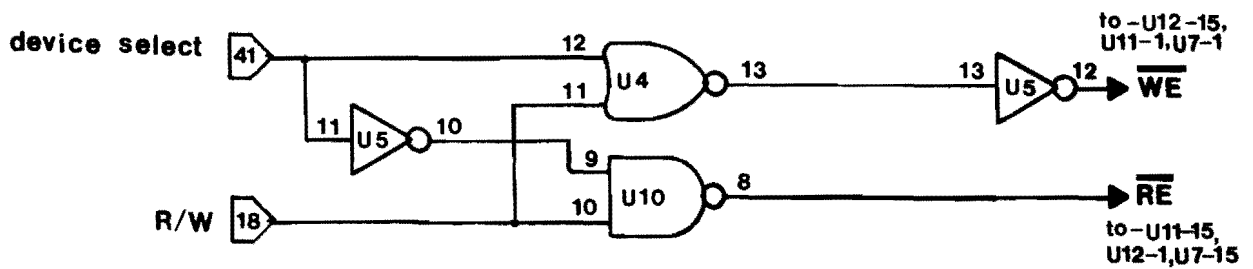 device select
41
12
11
U4
13
13
U5
12
to-U12-15,
U11-1,U7-1
WE
11
U5
10
9
10
U10
8
RE
R/W
18
to-U11-15,
U12-1,U7-15